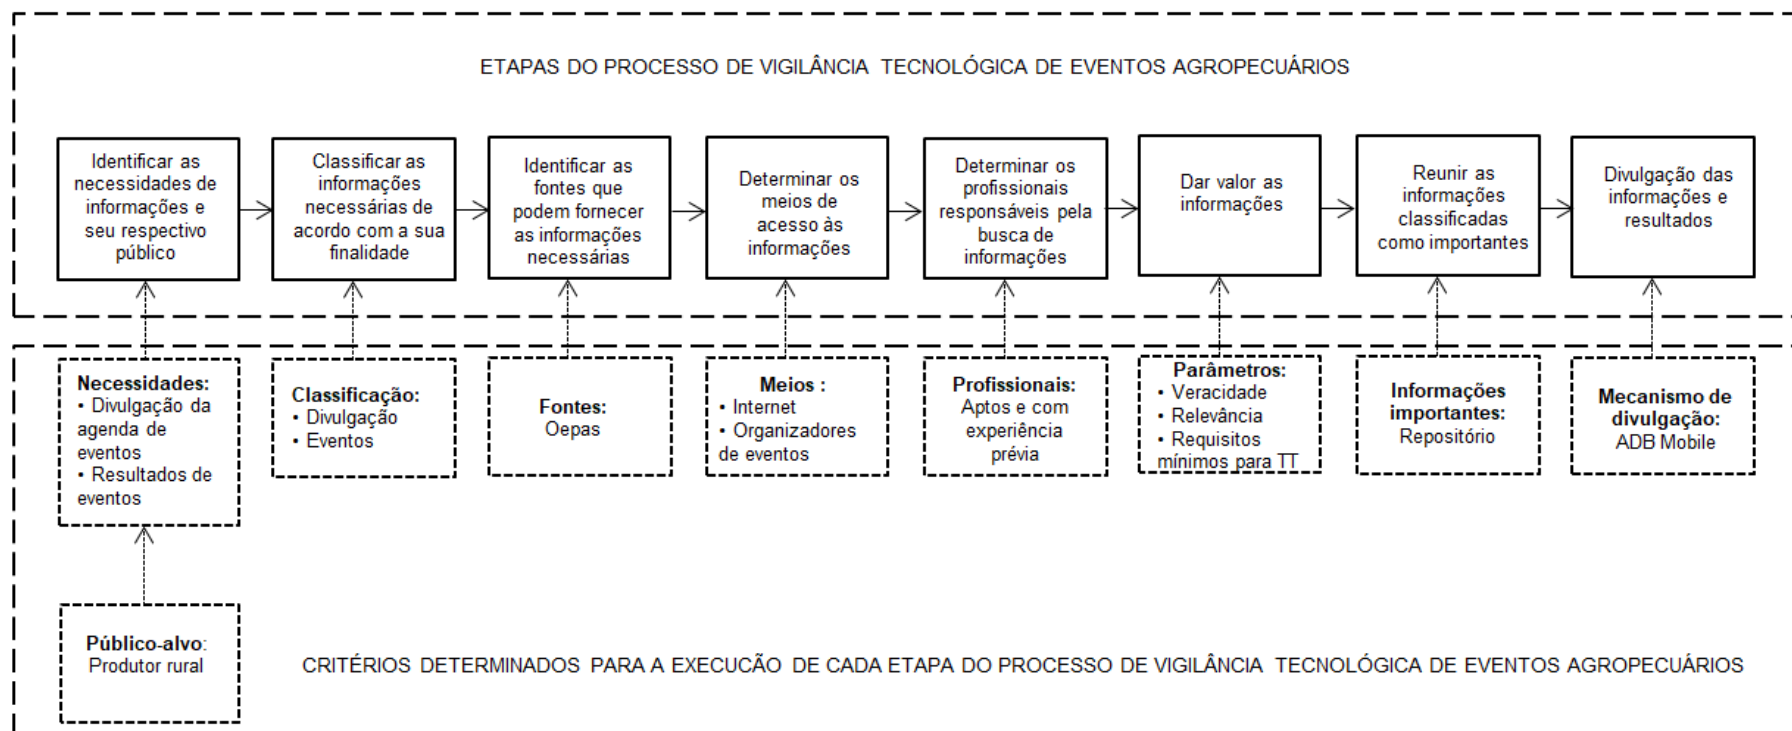 ETAPAS DO PROCESSO DE VIGILÂNCIA TECNOLÓGICA DE EVENTOS AGROPECUÁRIOS
Identificar as
necessidades de
informações e
seu respectivo
público
Classificar as
informações
necessárias de
acordo com a sua
finalidade
Identificar as
fontes que
podem fornecer
as informações
necessárias
Determinar os
meios de
acesso às
informações
Determinar os
profissionais
responsáveis pela
busca de
informações
Dar valor as
informações
Reunir as
informações
classificadas
como importantes
Divulgação das
informações e
resultados
Necessidades:
• Divulgação da
agenda de
eventos
• Resultados de
eventos
Classificação:
• Divulgação
• Eventos
Fontes:
Oepas
Meios :
• Internet
• Organizadores
de eventos
Profissionais:
Aptos e com
experiência
prévia
Parâmetros:
• Veracidade
• Relevância
• Requisitos
mínimos para TT
Informações
importantes:
Repositório
Mecanismo de
divulgação:
ADB Mobile
Público-alvo:
Produtor rural
CRITÉRIOS DETERMINADOS PARA A EXECUCÃO DE CADA ETAPA DO PROCESSO DE VIGILÂNCIA TECNOLÓGICA DE EVENTOS AGROPECUÁRIOS